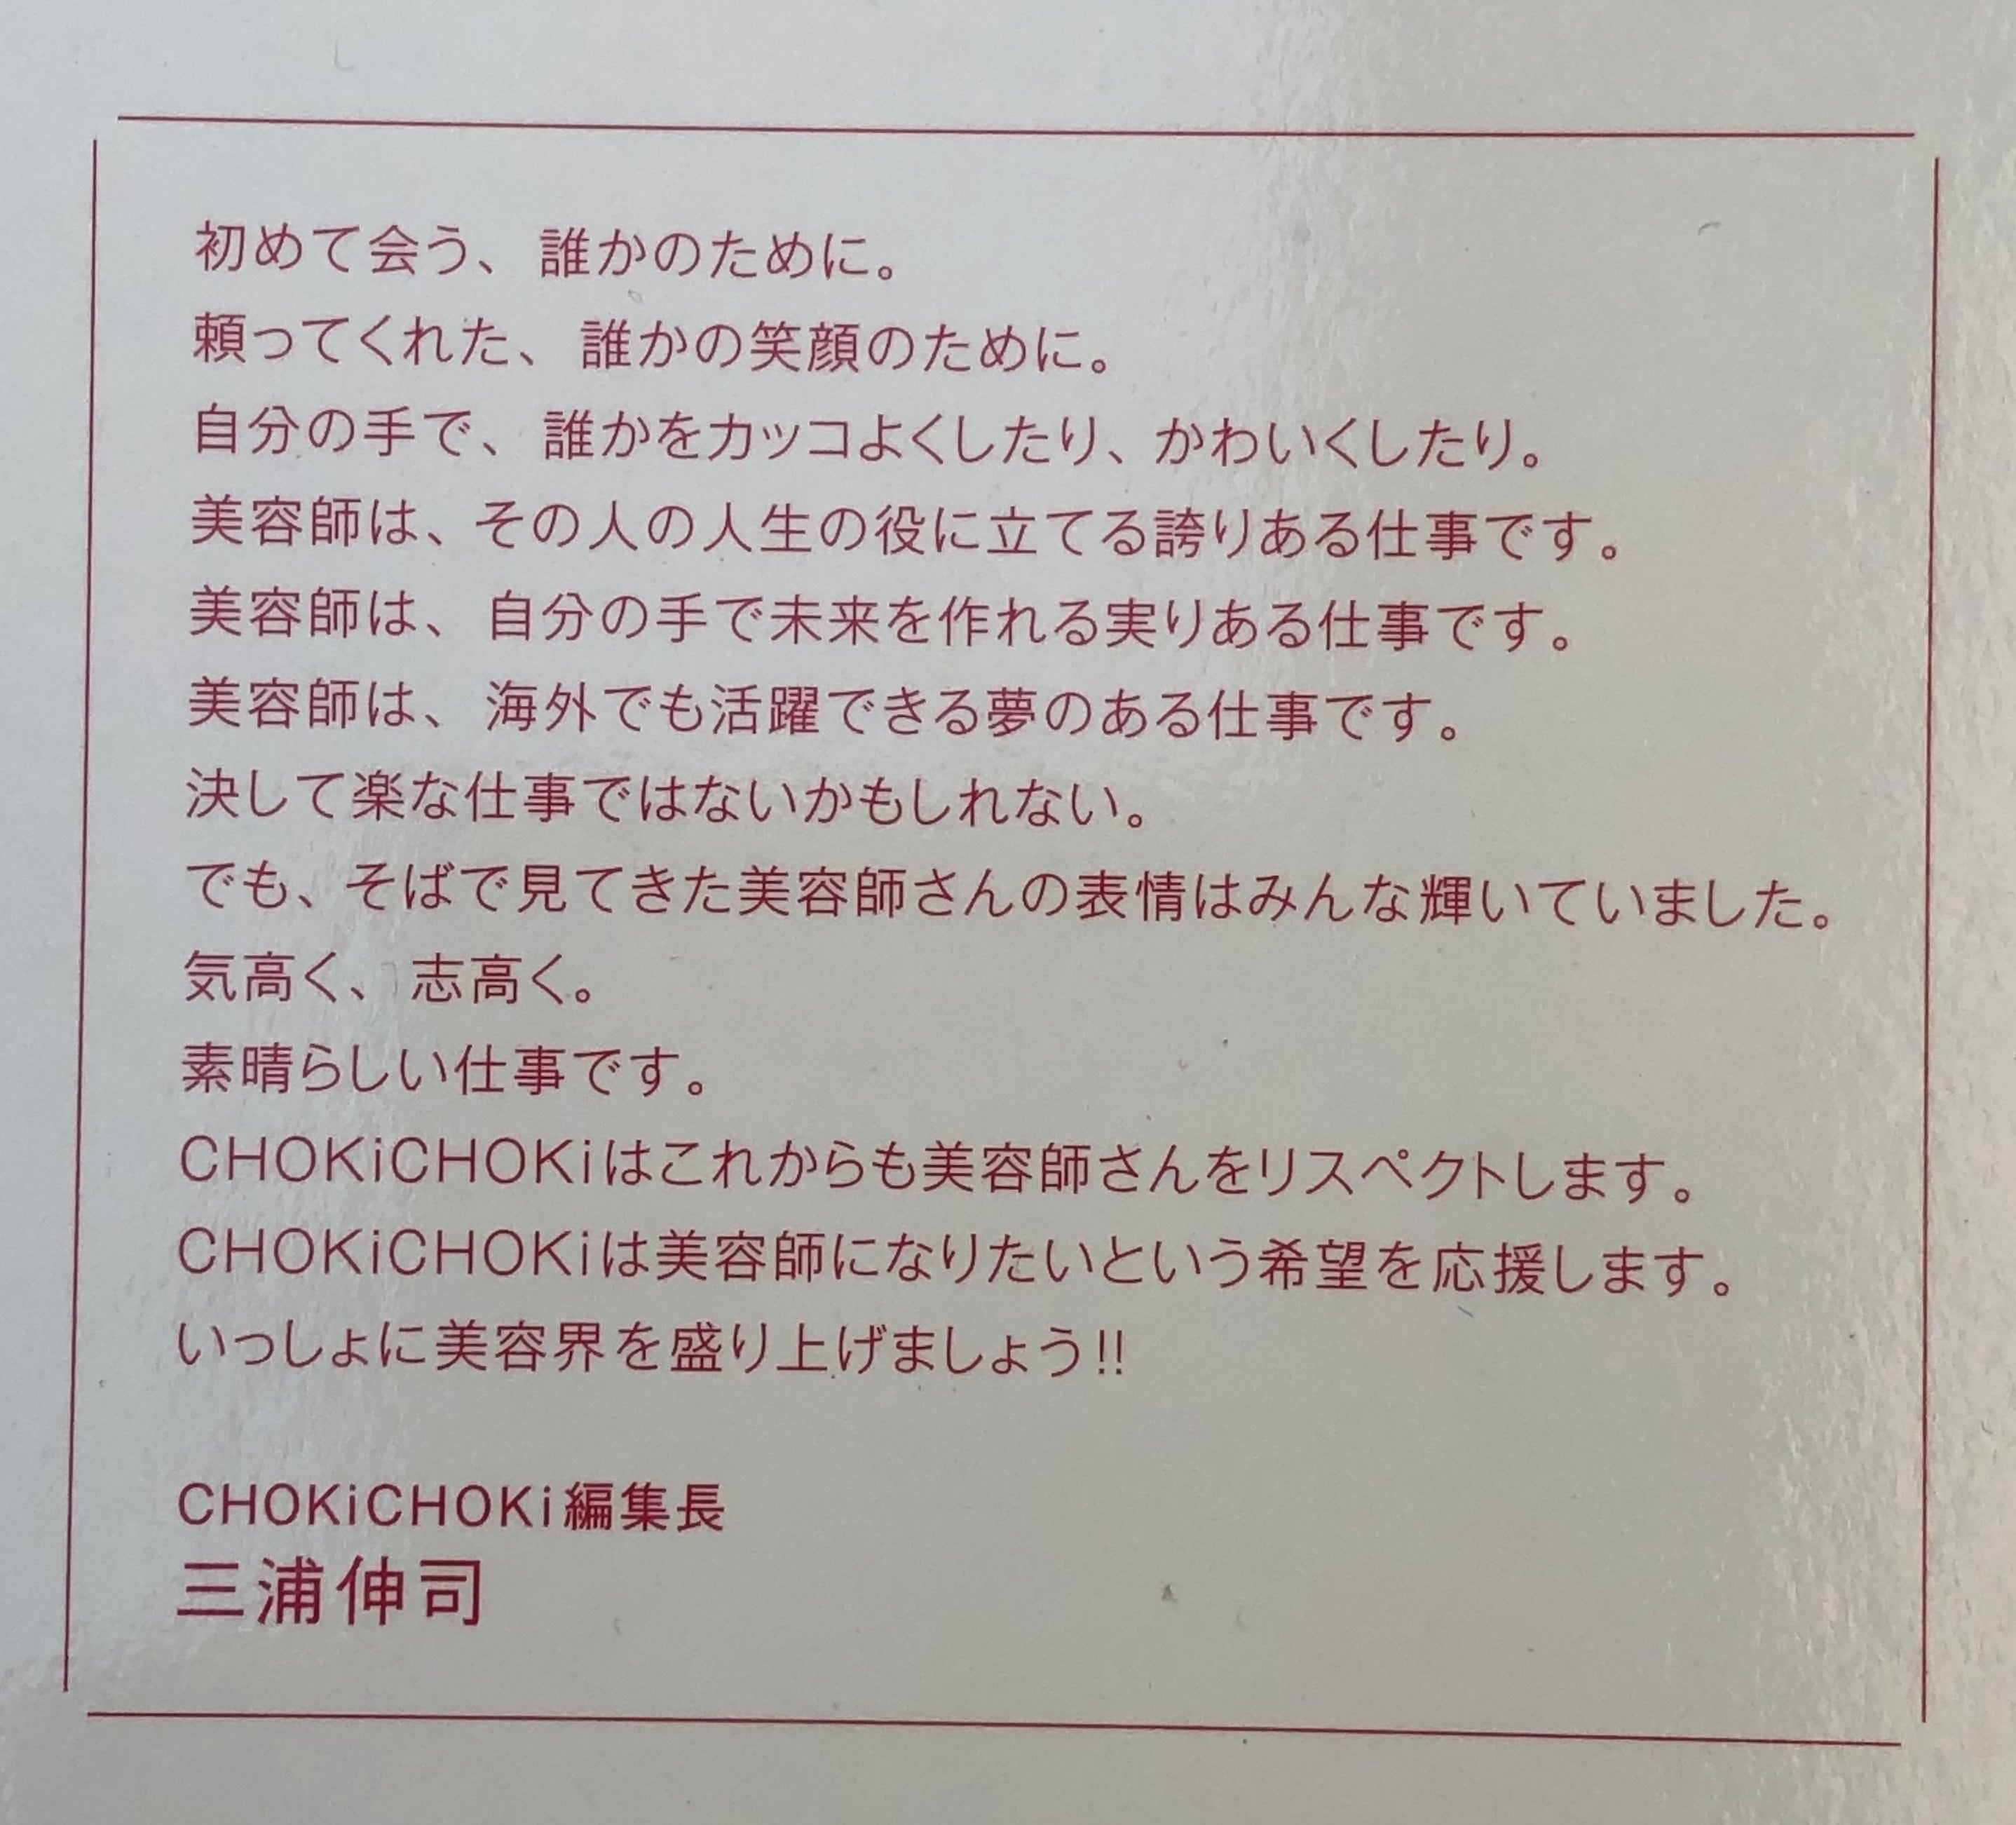 初めて会う、誰かのために。
頼ってくれた、誰かの笑顔のために。
自分の手で、誰かをカッコよくしたり、かわいくしたり。
美容師は、その人の人生の役に立てる誇りある仕事です。
美容師は、自分の手で未来を作れる実りある仕事です。
美容師は、海外でも活躍できる夢のある仕事です。
決して楽な仕事ではないかもしれない。
でも、そばで見てきた美容師さんの表情はみんな輝いていました。
気高く、志高く。
素晴らしい仕事です。
CHOKiCHOKiはこれからも美容師さんをリスペクトします。
CHOKiCHOKiは美容師になりたいという希望を応援します。
いっしょに美容界を盛り上げましょう!!
CHOKiCHOKi編集長
三浦伸司